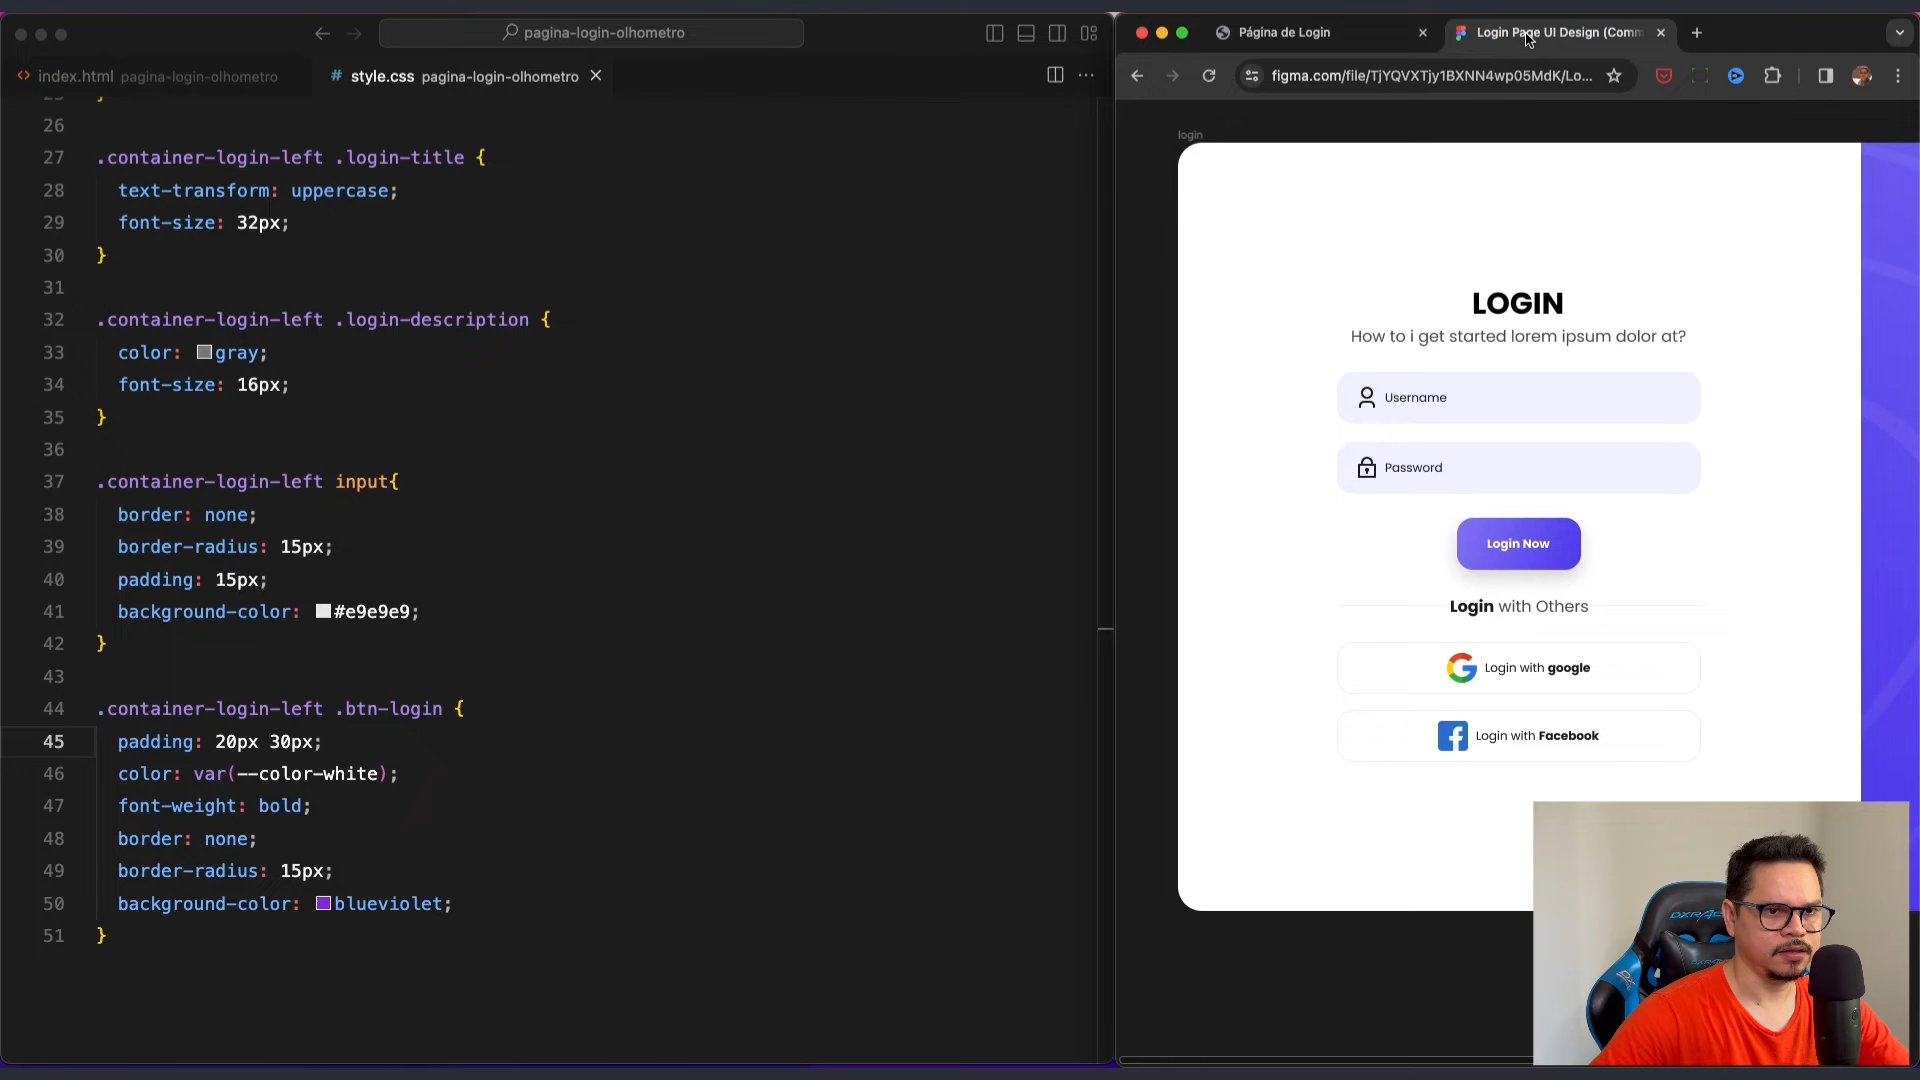 pagina-login-olhometro
index.html pagina-login-olhometro
# style.css pagina-login-olhometro
26
27 .container-login-left .login-title {
28 text-transform: uppercase;
29 font-size: 32px;
30 }
31
32 .container-login-left .login-description {
33 color: gray;
34 font-size: 16px;
35 }
36
37 .container-login-left input{
38 border: none;
39 border-radius: 15px;
40 padding: 15px;
41 background-color: #e9e9e9;
42 }
43
44 .container-login-left .btn-login {
45 padding: 20px 30px;
46 color: var(--color-white);
47 font-weight: bold;
48 border: none;
49 border-radius: 15px;
50 background-color: blueviolet;
51 }
Página de Login
Login Page UI Design (Comm
figma.com/file/TjYQVXTjy1BXNN4wp05MdK/Lo...
login
LOGIN
How to i get started lorem ipsum dolor at?
Username
Password
Login Now
Login with Others
Login with google
Login with Facebook